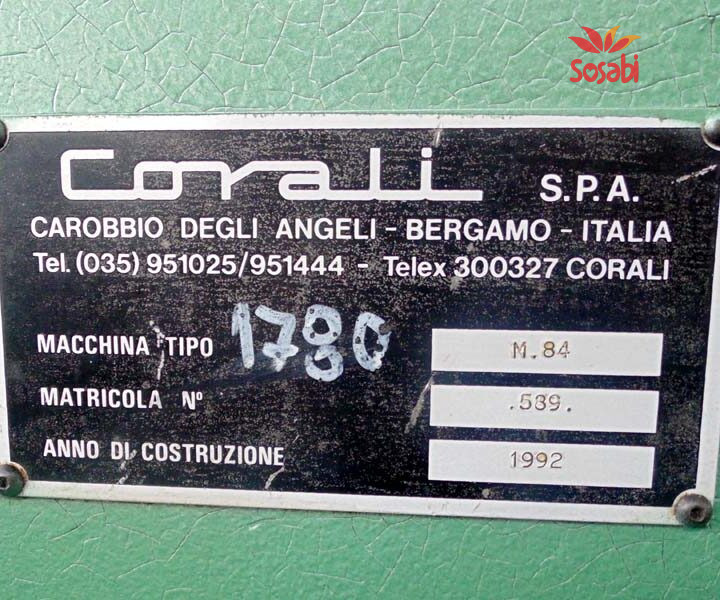 Sosabi
Corali S.P.A.
CAROBBIO DEGLI ANGELI - BERGAMO - ITALIA
Tel. (035) 951025/951444 - Telex 300327 CORALI
MACCHINA TIPO 1780 M.84
MATRICOLA Nº .589.
ANNO DI COSTRUZIONE 1992